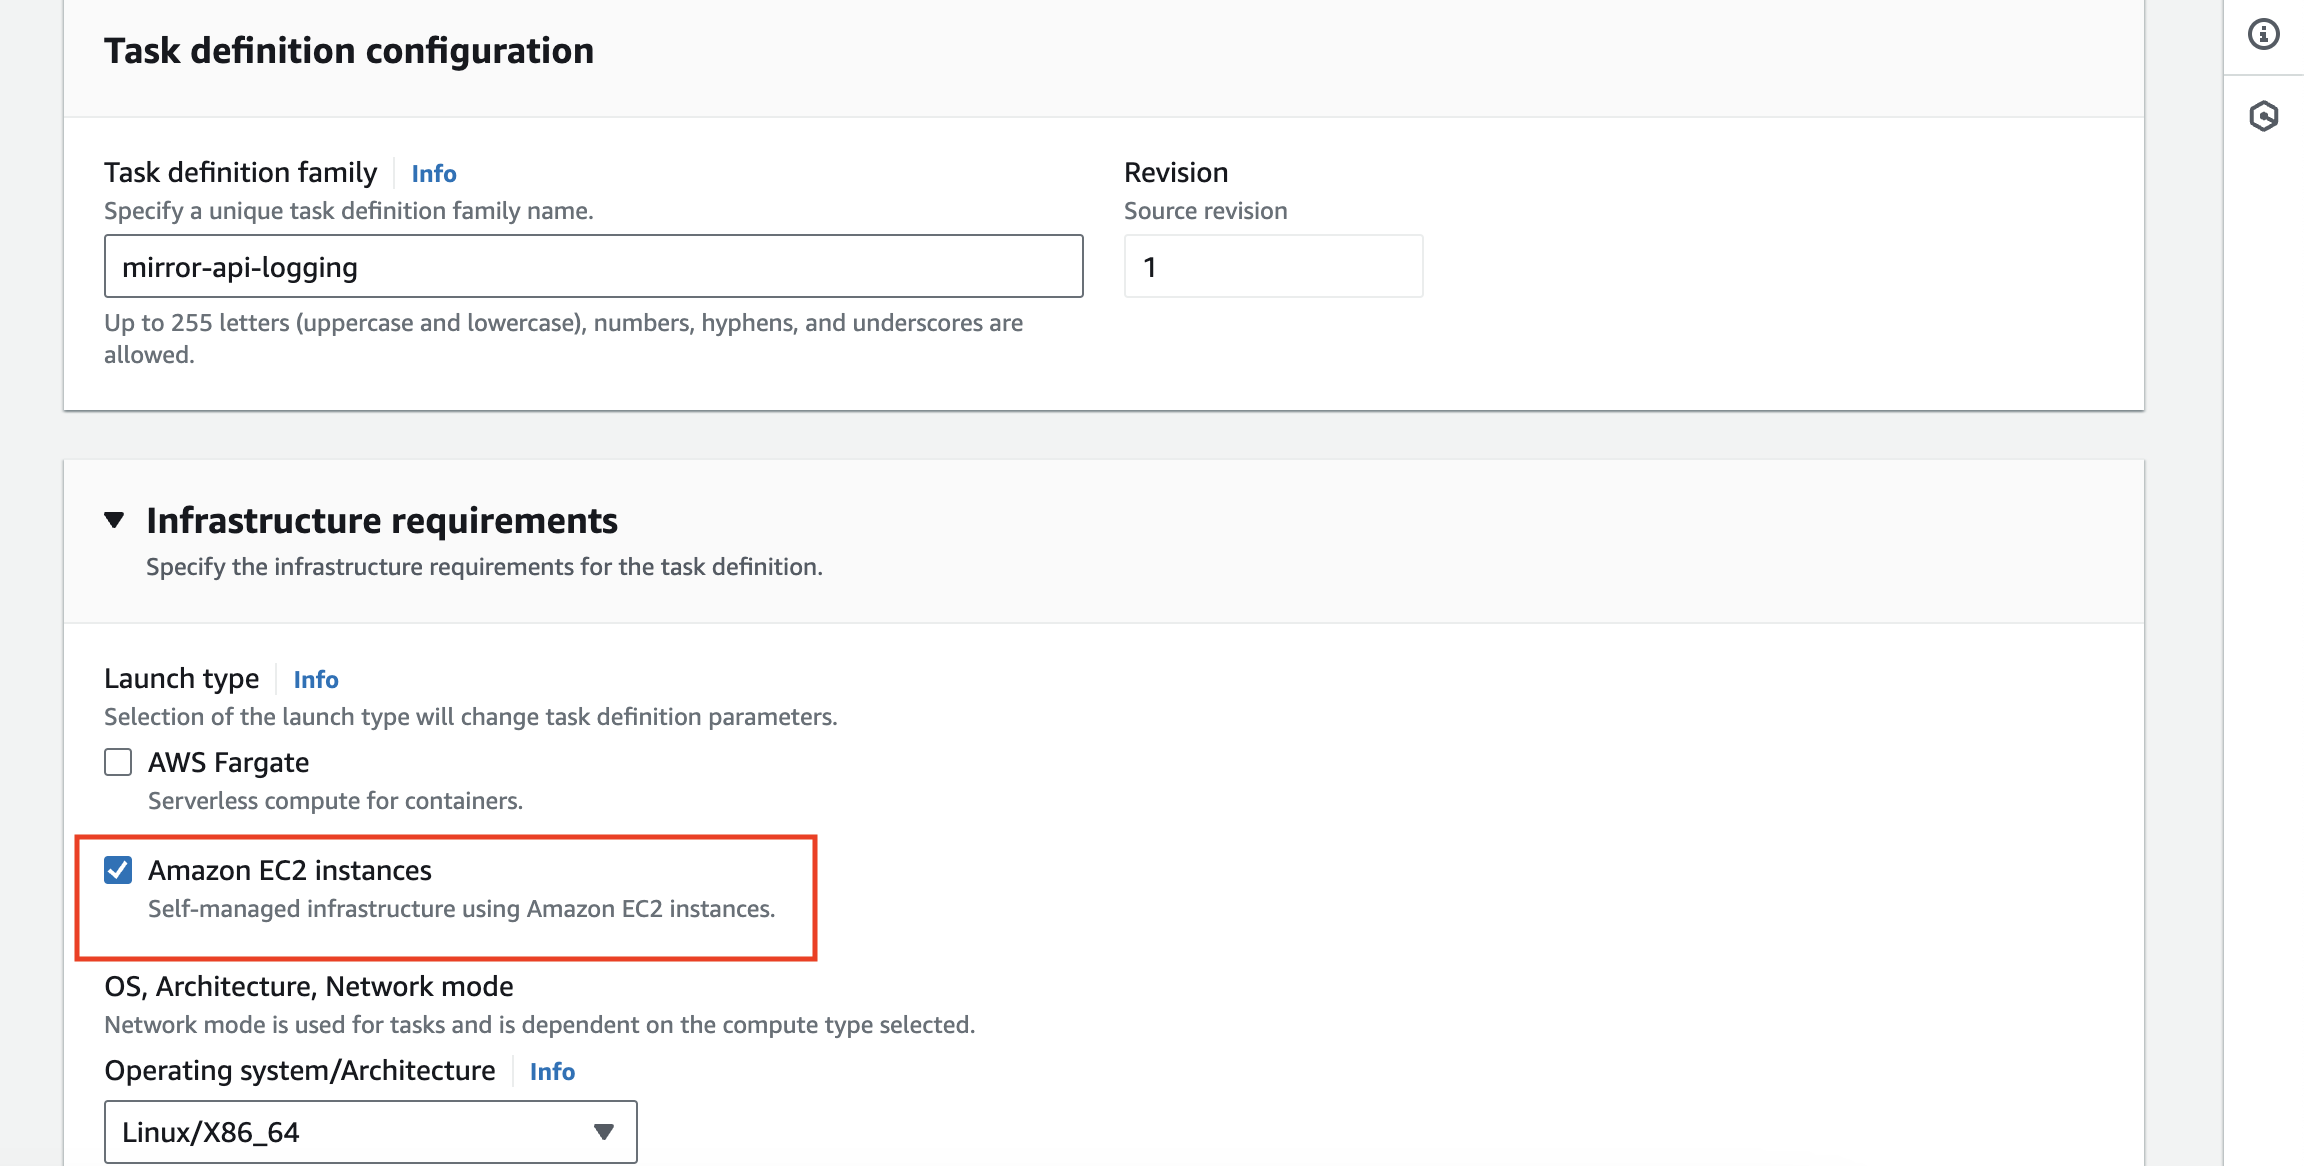 Task definition configuration
Task definition family Info
Specify a unique task definition family name.
mirror-api-logging
Up to 255 letters (uppercase and lowercase), numbers, hyphens, and underscores are
allowed.
Revision
Source revision
1
Infrastructure requirements
Specify the infrastructure requirements for the task definition.
Launch type Info
Selection of the launch type will change task definition parameters.
AWS Fargate
Serverless compute for containers.
Amazon EC2 instances
Self-managed infrastructure using Amazon EC2 instances.
OS, Architecture, Network mode
Network mode is used for tasks and is dependent on the compute type selected.
Operating system/Architecture Info
Linux/X86_64